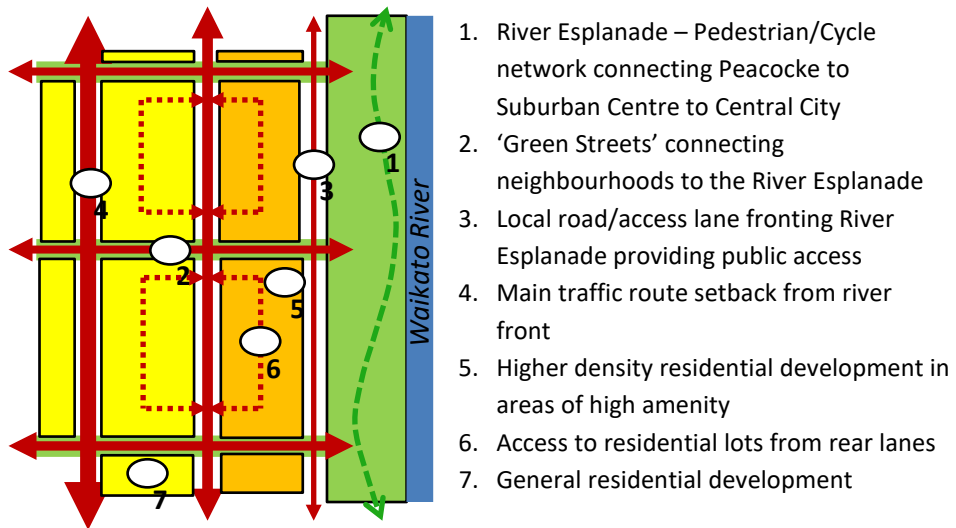 1
2
3
4
5
6
7
Waikato River
1. River Esplanade – Pedestrian/Cycle
network connecting Peacocke to
Suburban Centre to Central City
2. ‘Green Streets’ connecting
neighbourhoods to the River Esplanade
3. Local road/access lane fronting River
Esplanade providing public access
4. Main traffic route setback from river
front
5. Higher density residential development in
areas of high amenity
6. Access to residential lots from rear lanes
7. General residential development